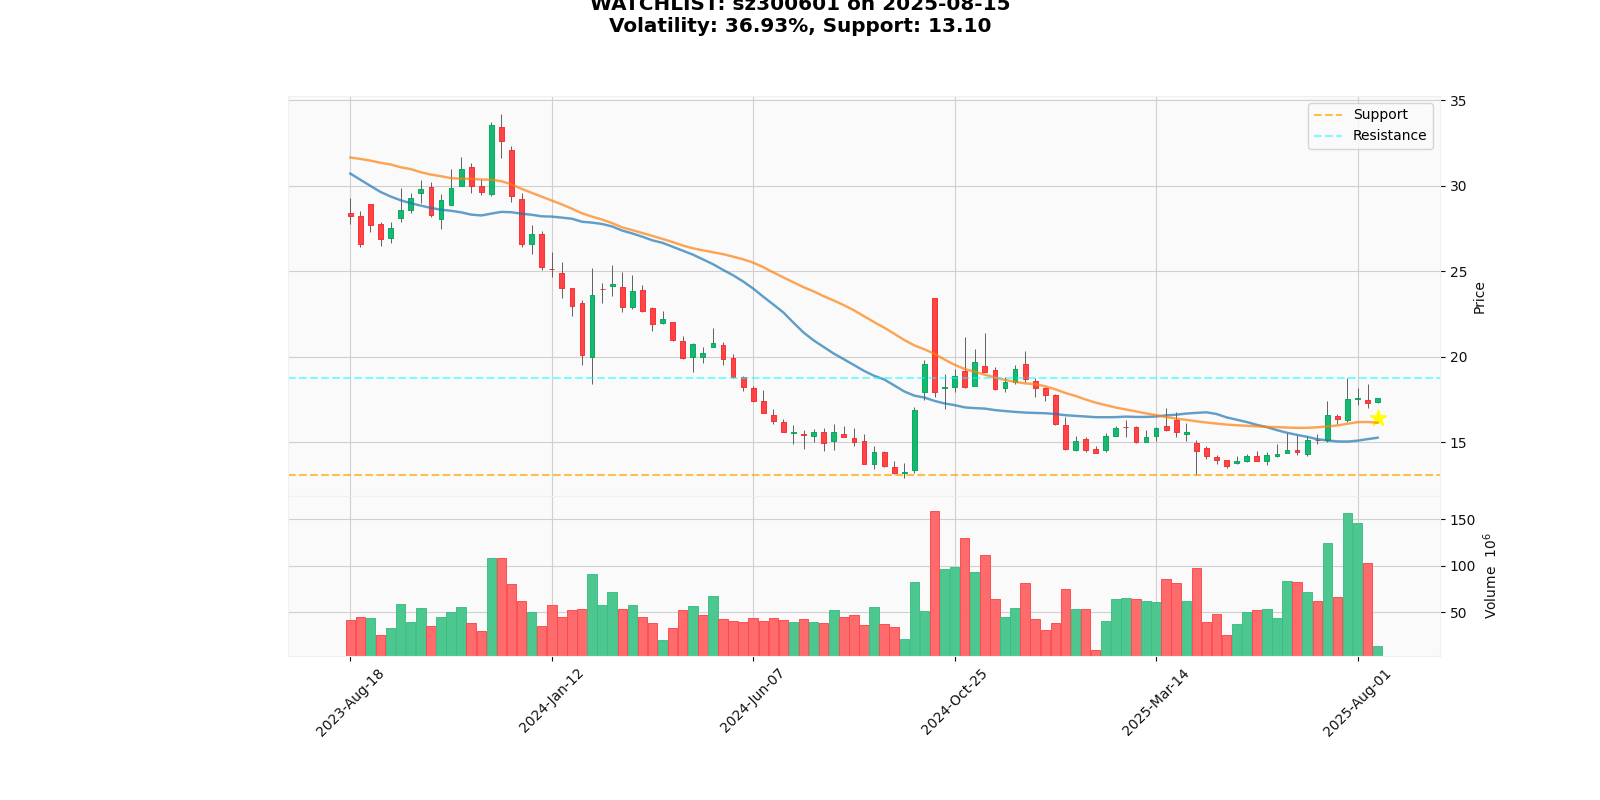 WATCHLIST: sz300601 on 2025-08-15
Volatility: 36.93%, Support: 13.10
Support
Resistance
35
30
25
20
15
Price
150
100
50
Volume 10^6
2023-Aug-18
2024-Jan-12
2024-Jun-07
2024-Oct-25
2025-Mar-14
2025-Aug-01